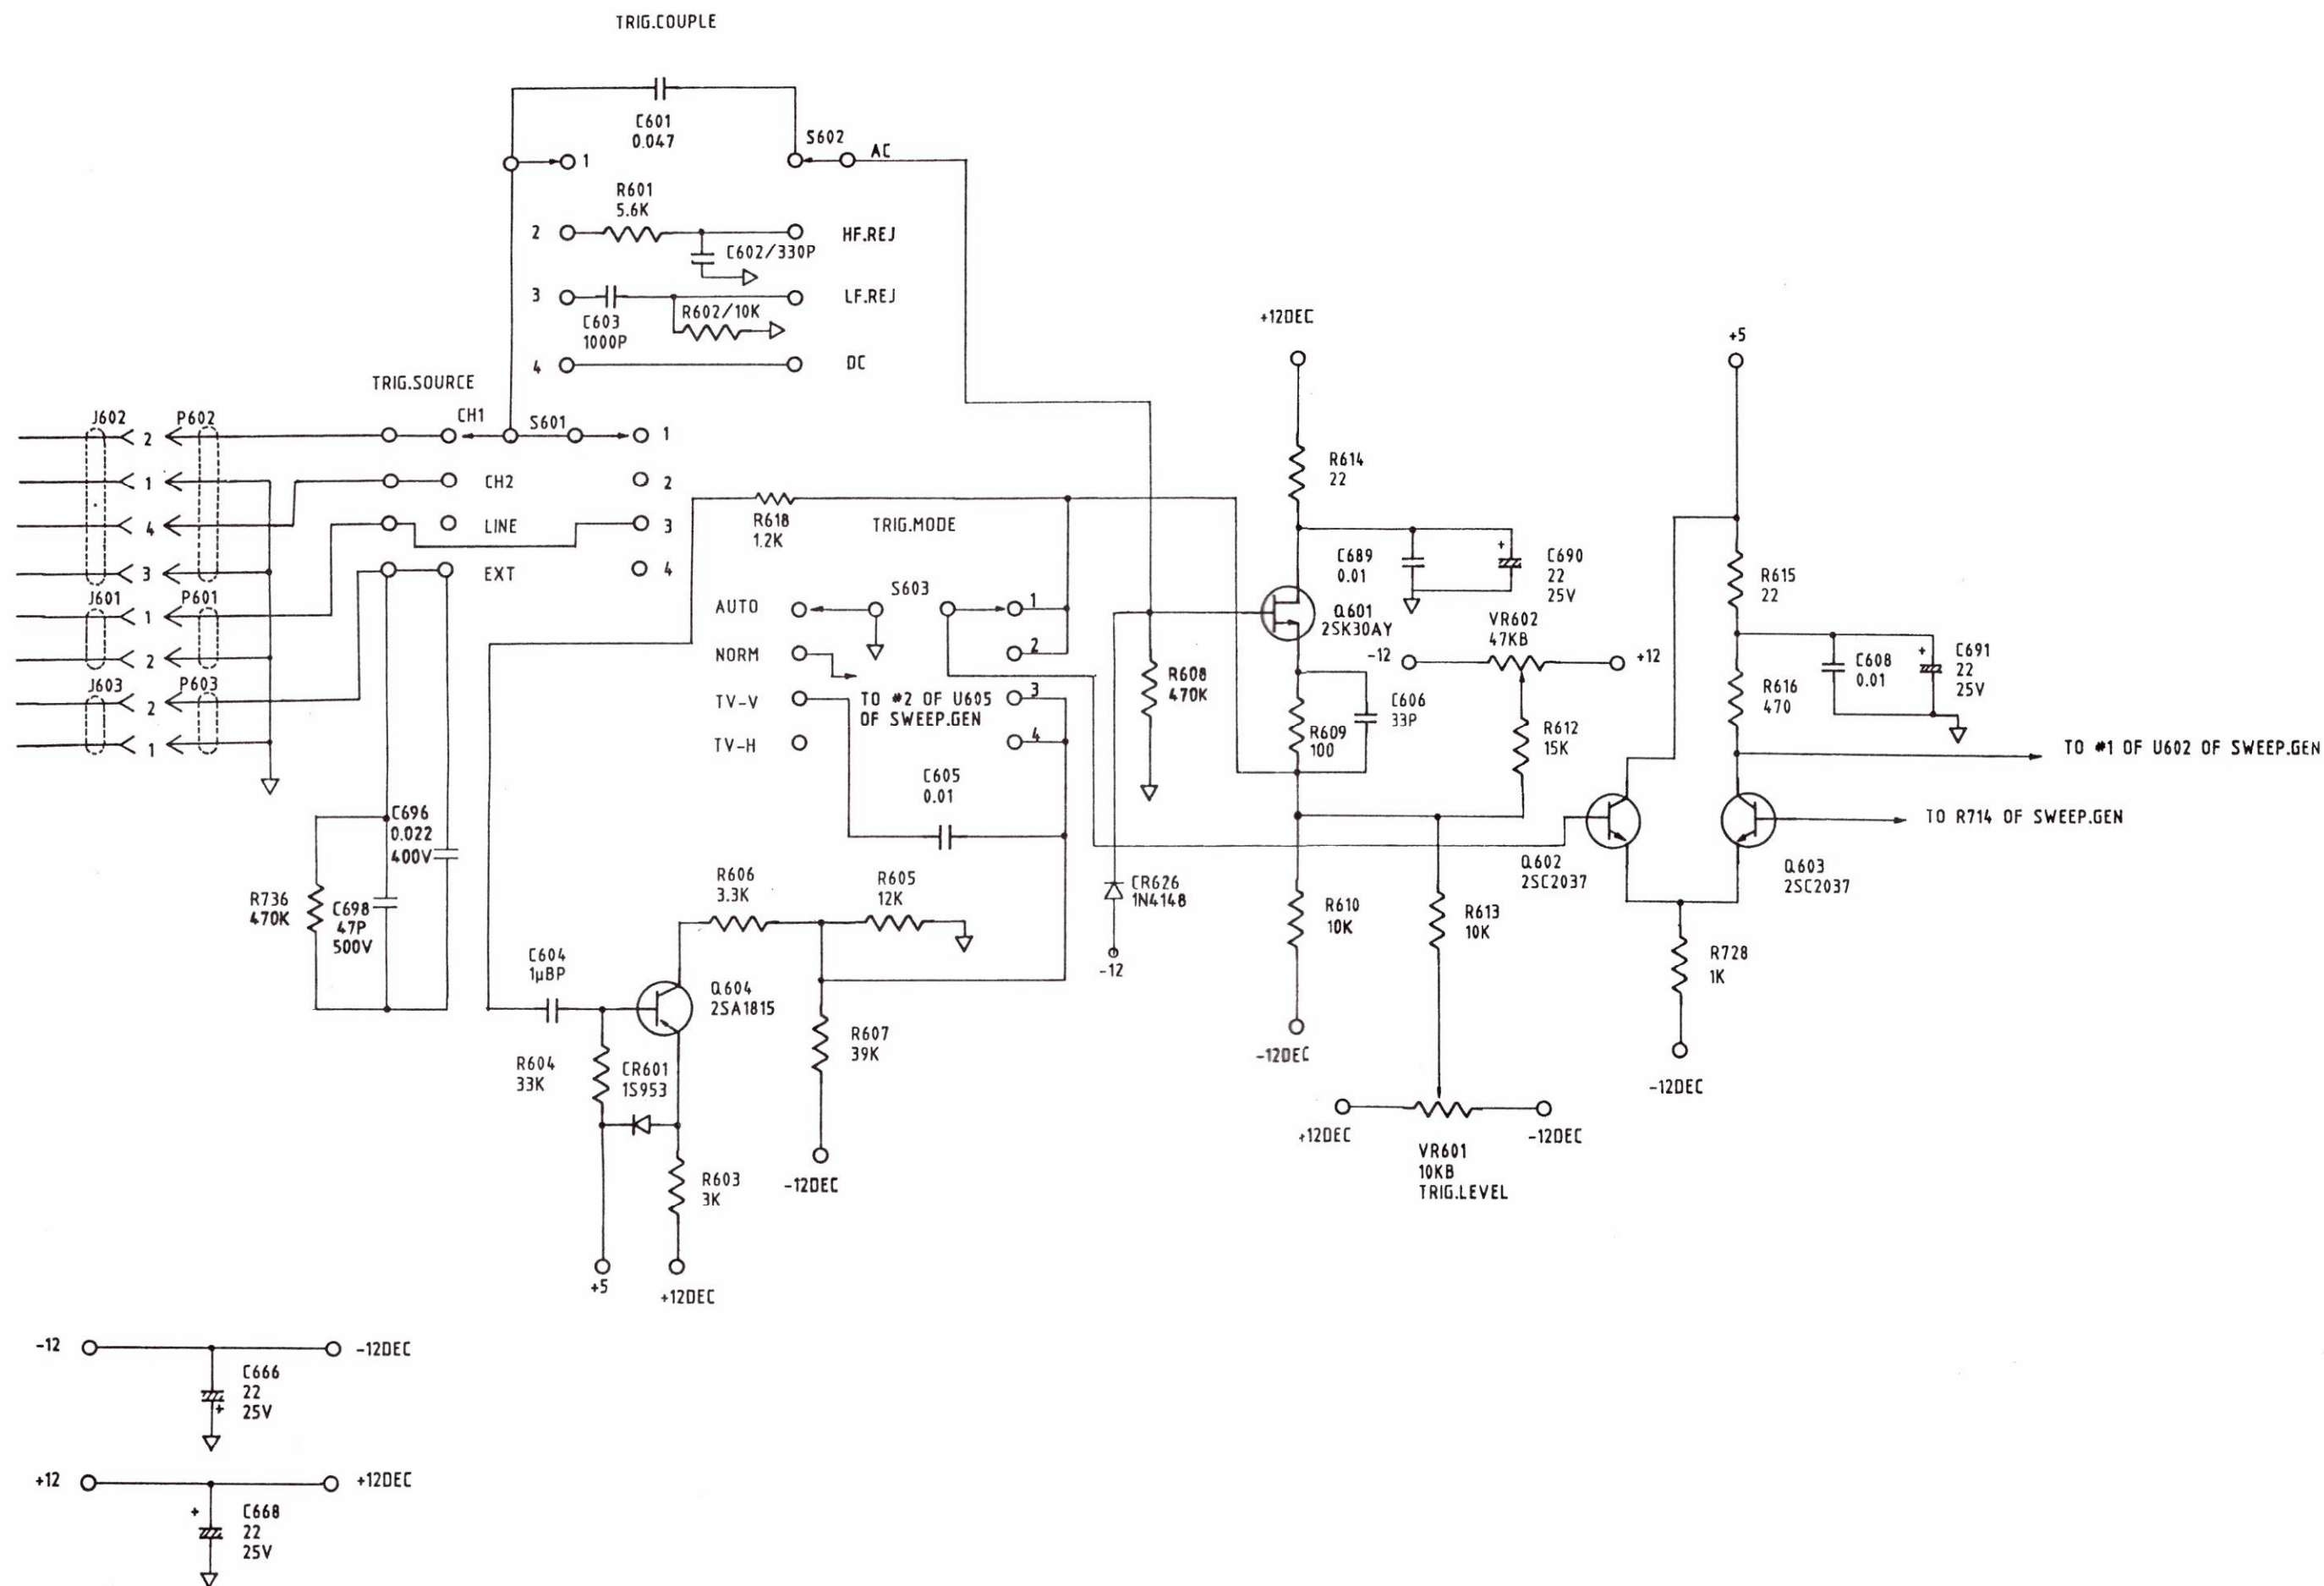 TRIG.COUPLE
C601
0.047
S602
AC
1
R601
5.6K
2
HF.REJ
C602/330P
3
LF.REJ
R602/10K
C603
1000P
4
DC
TRIG.SOURCE
J602
P602
CH1
S601
1
2
1
CH2
2
4
LINE
3
3
EXT
4
J601
P601
1
2
J603
P603
2
1
R618
1.2K
TRIG.MODE
S603
AUTO
1
NORM
2
TV-V
TO #2 OF U605
OF SWEEP.GEN
3
TV-H
4
C605
0.01
+12DEC
R614
22
C689
0.01
+
C690
22
25V
Q601
2SK30AY
VR602
47KB
-12
+12
R608
470K
R609
100
C606
33P
R612
15K
+5
R615
22
R616
470
C608
0.01
+
C691
22
25V
TO #1 OF U602 OF SWEEP.GEN
TO R714 OF SWEEP.GEN
Q602
2SC2037
Q603
2SC2037
R728
1K
-12DEC
C696
0.022
400V
R736
470K
C698
47P
500V
R606
3.3K
R605
12K
CR626
1N4148
-12
R610
10K
-12DEC
R613
10K
+12DEC
-12DEC
VR601
10KB
TRIG.LEVEL
C604
1µBP
Q604
2SA1815
R604
33K
CR601
1S953
R607
39K
-12DEC
R603
3K
+5
+12DEC
-12
-12DEC
C666
22
25V
+
+12
+12DEC
+
C668
22
25V